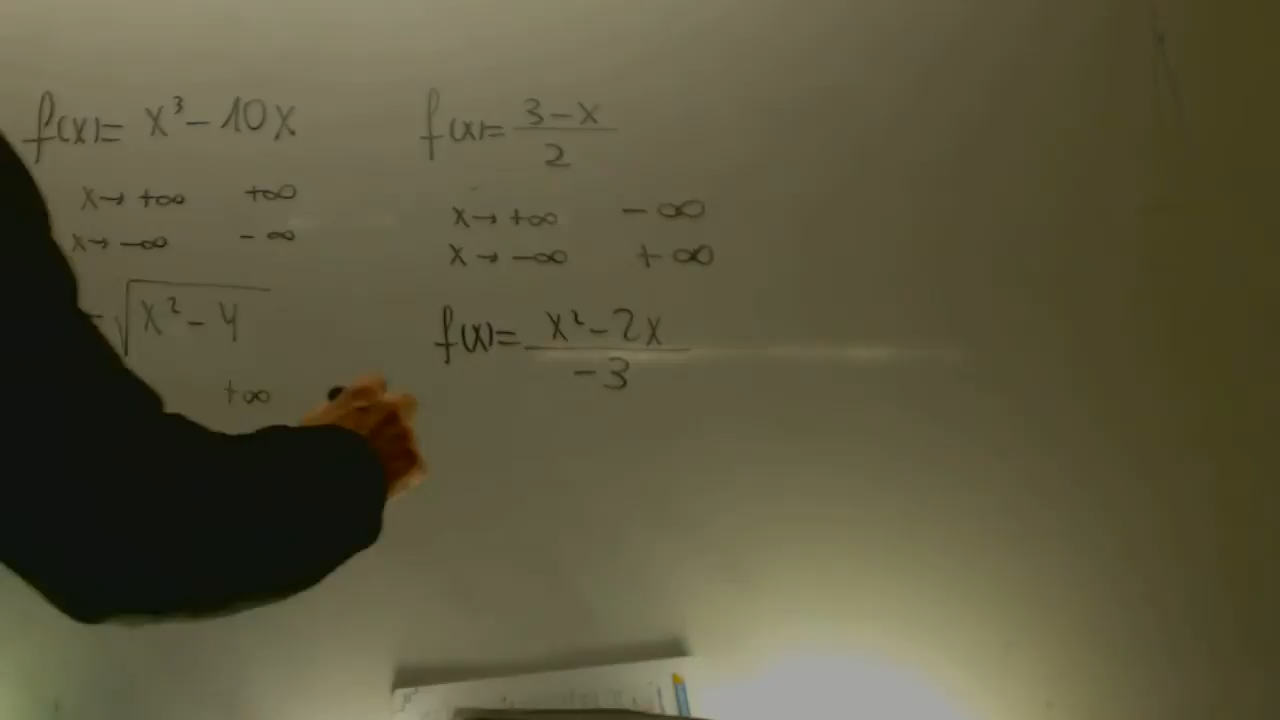 f(x)= x³-10x
x→ +∞ +∞
x→ -∞ -∞
= √x²-4
+∞
f(x)= 3-x / 2
x→ +∞ -∞
x→ -∞ +∞
f(x)= x²-2x / -3